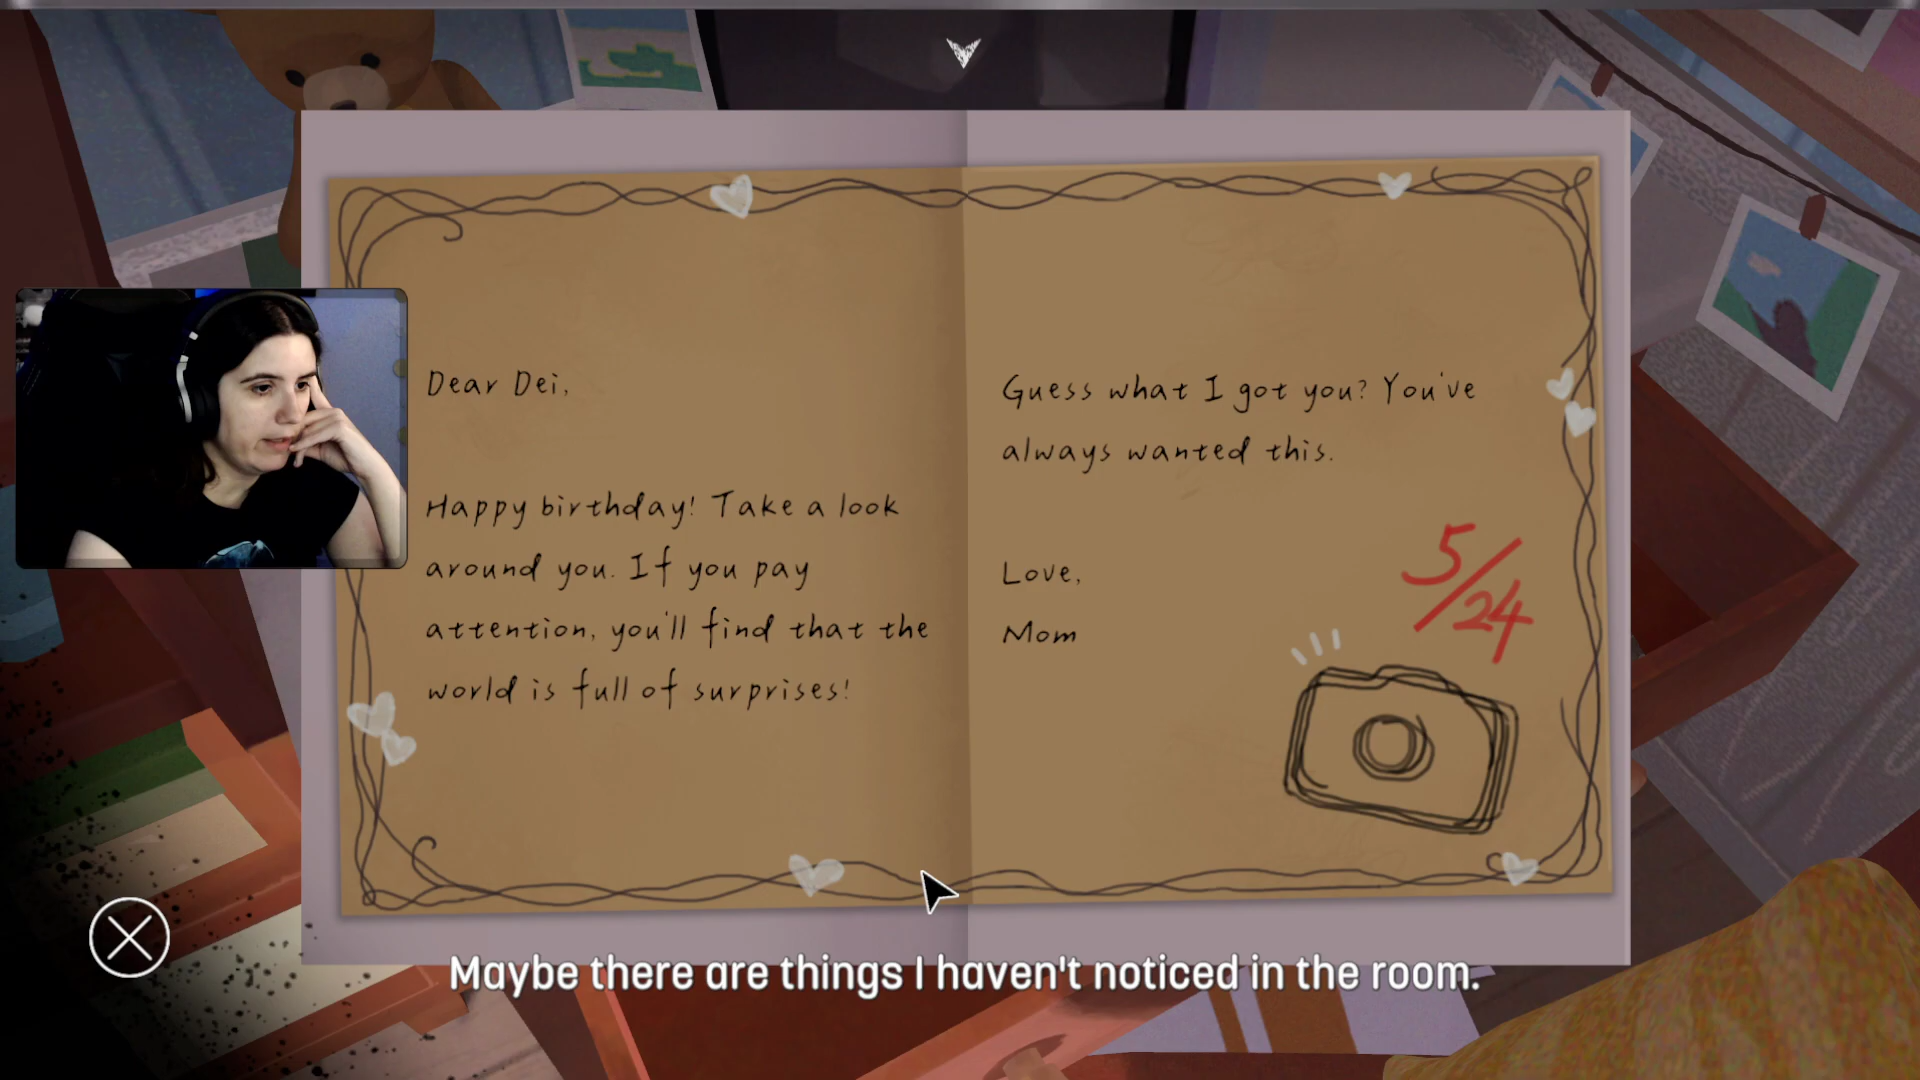 Dear Dei,
Happy birthday! Take a look
around you. If you pay
attention, you'll find that the
world is full of surprises!
Guess what I got you? You've
always wanted this.
Love,
Mom
5/24
Maybe there are things I haven't noticed in the room.